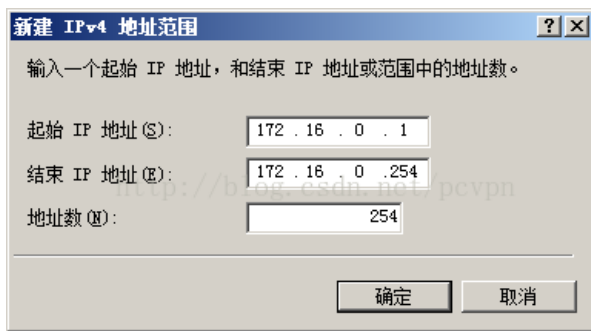 新建 IPv4 地址范围
输入一个起始 IP 地址，和结束 IP 地址或范围中的地址数。
起始 IP 地址(S): 172 . 16 . 0 . 1
结束 IP 地址(E): 172 . 16 . 0 .254
http://blog.csdn.net/pcvpn
地址数(N): 254
确定 取消